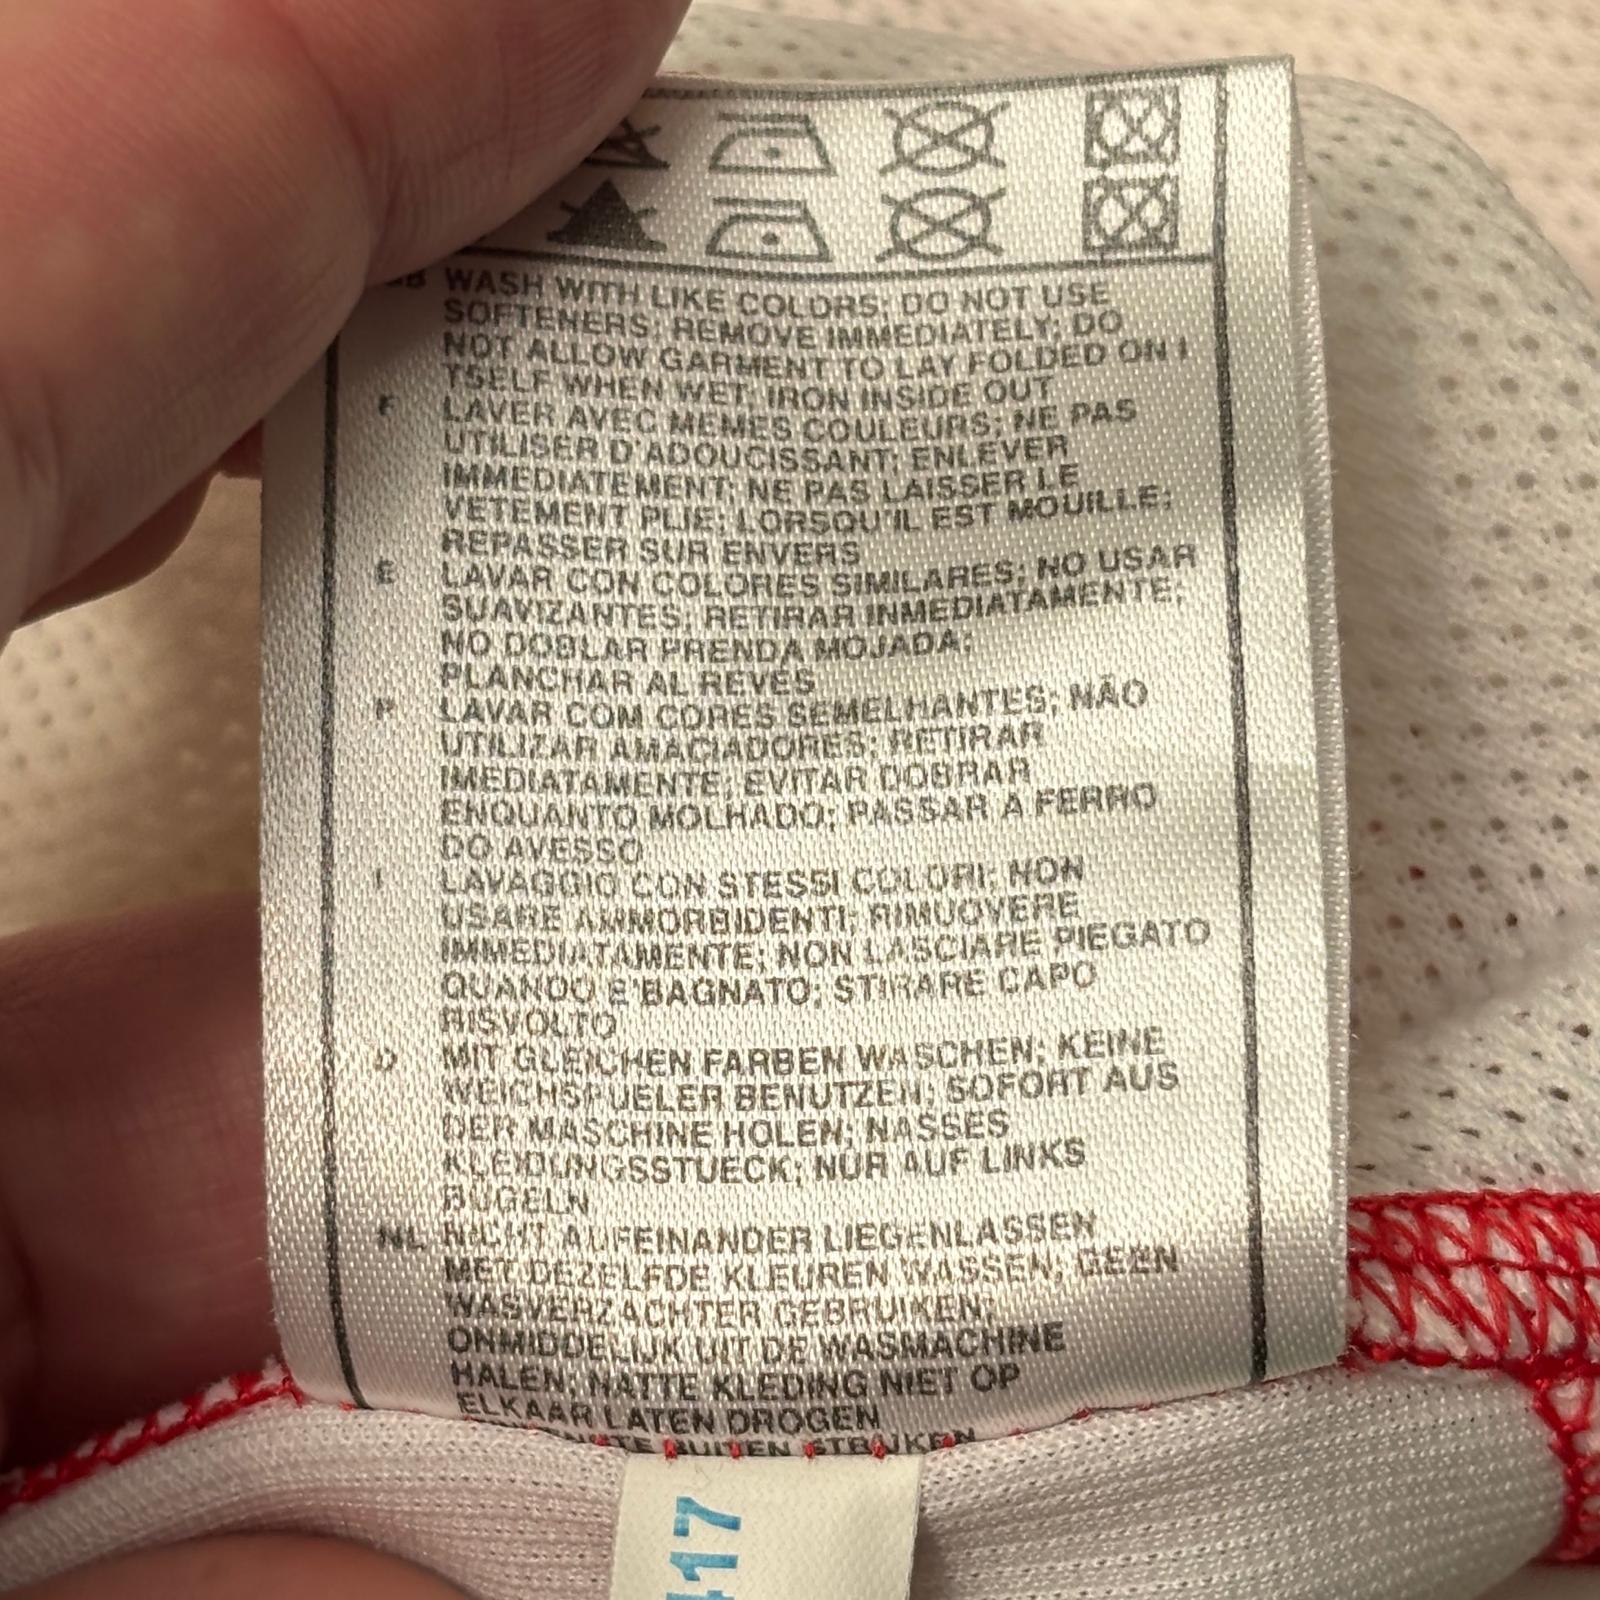 WASH WITH LIKE COLORS; DO NOT USE
SOFTENERS; REMOVE IMMEDIATELY; DO
NOT ALLOW GARMENT TO LAY FOLDED ON I
TSELF WHEN WET; IRON INSIDE OUT
F LAVER AVEC MEMES COULEURS; NE PAS
UTILISER D'ADOUCISSANT; ENLEVER
IMMEDIATEMENT; NE PAS LAISSER LE
VETEMENT PLIE; LORSQU'IL EST MOUILLE;
REPASSER SUR ENVERS
E LAVAR CON COLORES SIMILARES; NO USAR
SUAVIZANTES; RETIRAR INMEDIATAMENTE;
NO DOBLAR PRENDA MOJADA;
PLANCHAR AL REVES
P LAVAR COM CORES SEMELHANTES; NÃO
UTILIZAR AMACIADORES; RETIRAR
IMEDIATAMENTE; EVITAR DOBRAR
ENQUANTO MOLHADO; PASSAR A FERRO
DO AVESSO
I LAVAGGIO CON STESSI COLORI; NON
USARE AMMORBIDENTI; RIMUOVERE
IMMEDIATAMENTE; NON LASCIARE PIEGATO
QUANDO E'BAGNATO; STIRARE CAPO
RISVOLTO
D MIT GLEICHEN FARBEN WASCHEN; KEINE
WEICHSPUELER BENUTZEN; SOFORT AUS
DER MASCHINE HOLEN; NASSES
KLEIDUNGSSTUECK; NUR AUF LINKS
BÜGELN
NL NICHT AUFEINANDER LIEGENLASSEN
MET DEZELFDE KLEUREN WASSEN; GEEN
WASVERZACHTER GEBRUIKEN;
ONMIDDELIJK UIT DE WASMACHINE
HALEN; NATTE KLEDING NIET OP
ELKAAR LATEN DROGEN
BUITEN STRIJKEN
417